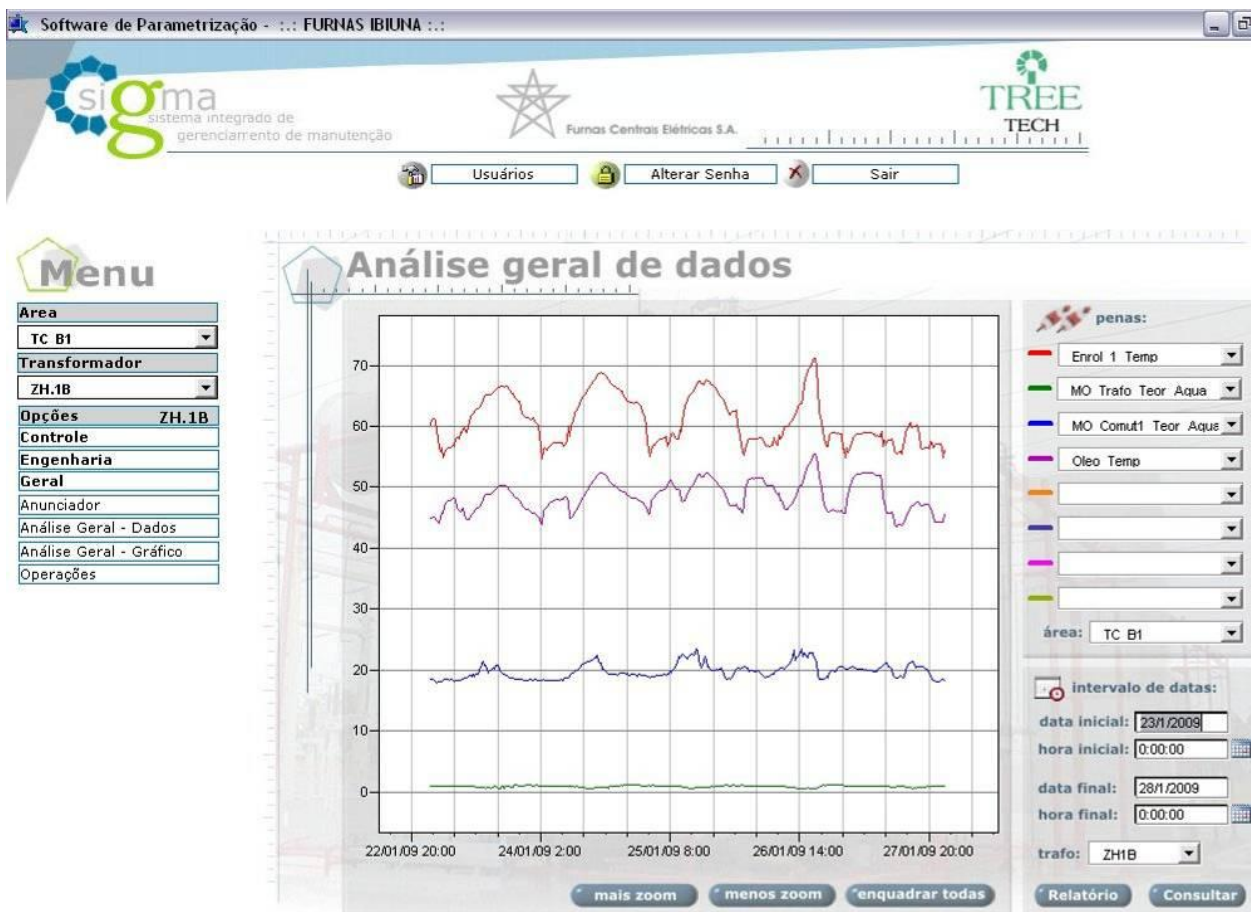 Software de Parametrização - :.: FURNAS IBIUNA :.:
sigma
sistema integrado de
gerenciamento de manutenção
Furnas Centrais Elétricas S.A.
TREE
TECH
Usuários
Alterar Senha
Sair
Menu
Area
TC B1
Transformador
ZH.1B
Opções ZH.1B
Controle
Engenharia
Geral
Anunciador
Análise Geral - Dados
Análise Geral - Gráfico
Operações
Análise geral de dados
70
60
50
40
30
20
10
0
22/01/09 20:00 24/01/09 2:00 25/01/09 8:00 26/01/09 14:00 27/01/09 20:00
mais zoom menos zoom enquadrar todas
penas:
Enrol 1 Temp
MO Trafo Teor Aqua
MO Comut1 Teor Aqua
Oleo Temp
área: TC B1
intervalo de datas:
data inicial: 23/1/2009
hora inicial: 0:00:00
data final: 28/1/2009
hora final: 0:00:00
trafo: ZH1B
Relatório Consultar